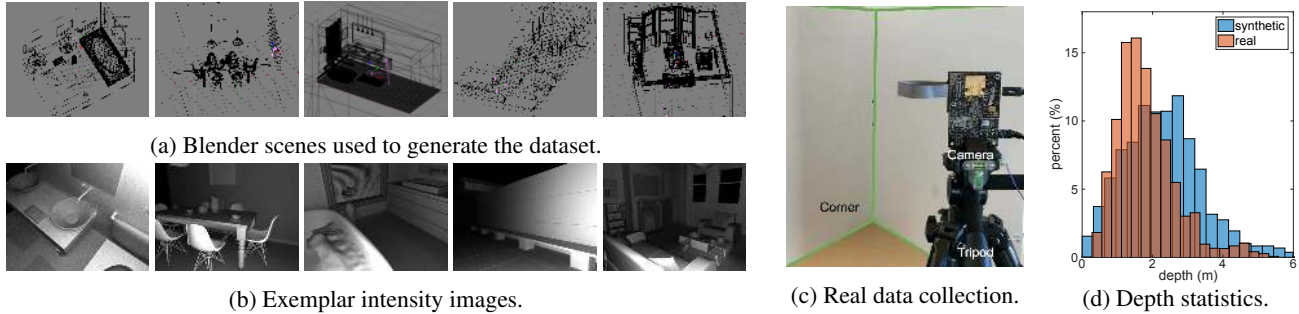 (a) Blender scenes used to generate the dataset.
(b) Exemplar intensity images.
Camera
Corner
Tripod
(c) Real data collection.
synthetic
real
15
10
5
0
percent (%)
0
2
4
6
depth (m)
(d) Depth statistics.